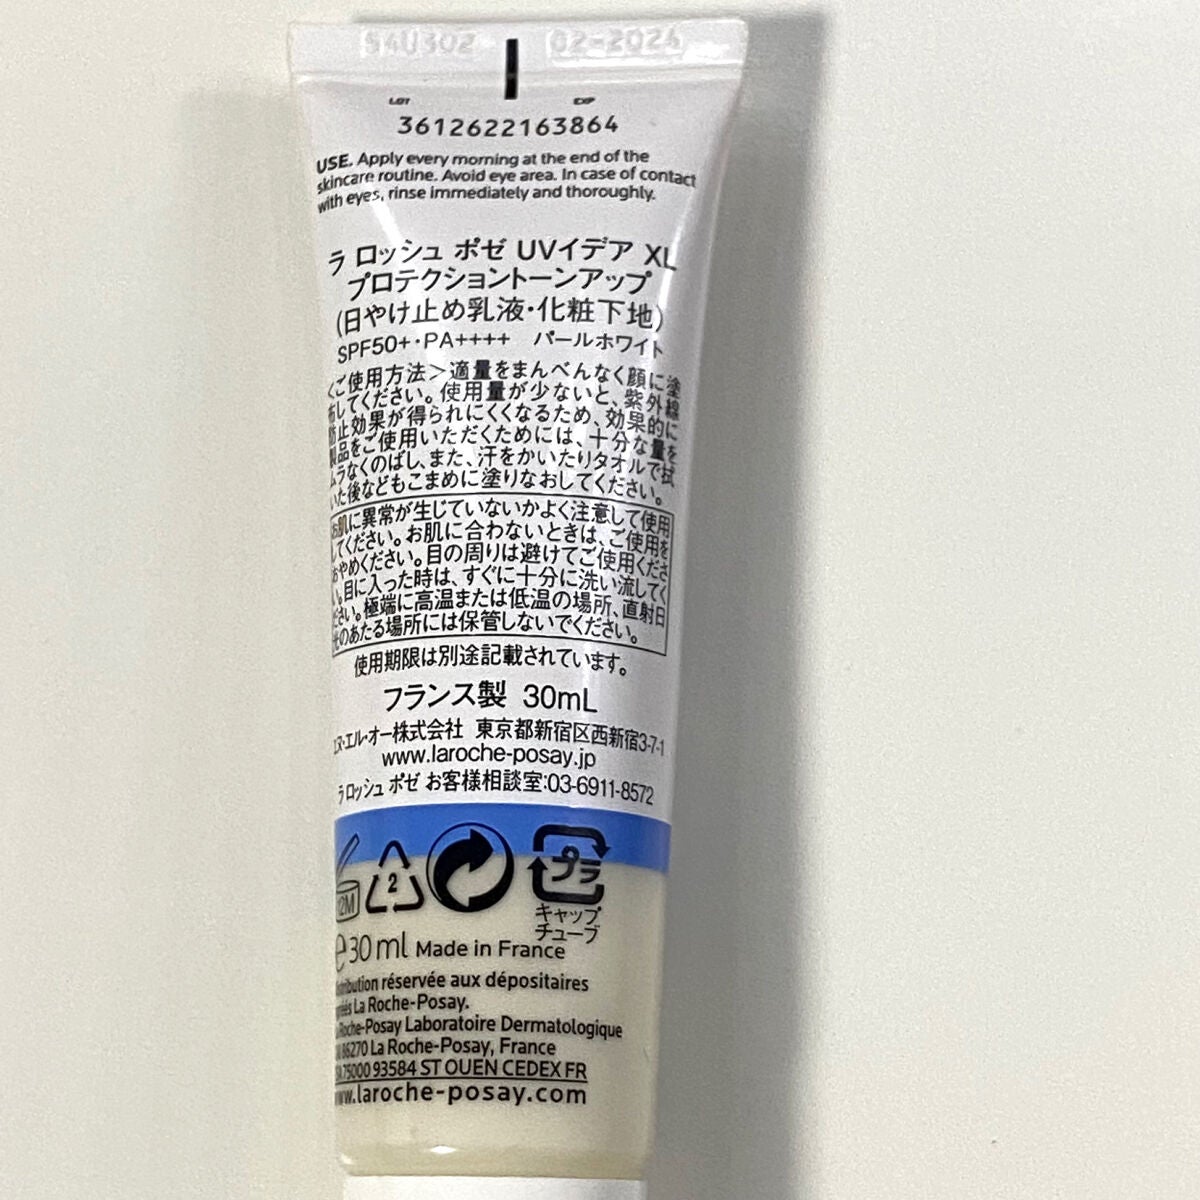 54U302 02-2024
LOT EXP
3612622163864
USE. Apply every morning at the end of the
skincare routine. Avoid eye area. In case of contact
with eyes, rinse immediately and thoroughly.
ラ ロッシュ ポゼ UVイデア XL
プロテクショントーンアップ
(日やけ止め乳液・化粧下地)
SPF50+・PA++++ パールホワイト
<ご使用方法>適量をまんべんなく顔に塗
布してください。使用量が少ないと、紫外線
防止効果が得られにくくなるため、効果的に
製品をご使用いただくためには、十分な量を
ムラなくのばし、また、汗をかいたりタオルで拭
いた後などもこまめに塗りなおしてください。
お肌に異常が生じていないかよく注意して使用
してください。お肌に合わないときは、ご使用を
おやめください。目の周りは避けてご使用くださ
い。目に入った時は、すぐに十分に洗い流してく
ださい。極端に高温または低温の場所、直射日
光のあたる場所には保管しないでください。
使用期限は別途記載されています。
フランス製 30mL
エヌ・エル・オー株式会社 東京都新宿区西新宿3-7-1
www.laroche-posay.jp
ラ ロッシュ ポゼ お客様相談室:03-6911-8572
12M 2 プラ
キャップ
チューブ
e 30 ml Made in France
distribution réservée aux dépositaires
agréés La Roche-Posay.
La Roche-Posay Laboratoire Dermatologique
86270 La Roche-Posay, France
75000 93584 ST OUEN CEDEX FR
www.laroche-posay.com